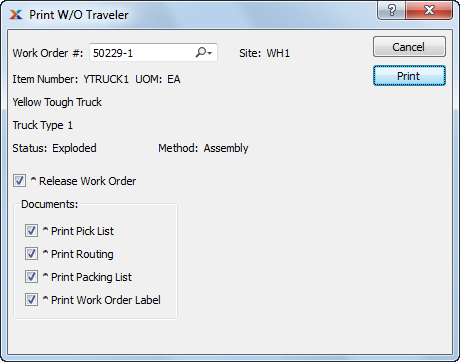 Print W/O Traveler
Work Order #: 50229-1 Site: WH1 Cancel
Item Number: YTRUCK1 UOM: EA Print
Yellow Tough Truck
Truck Type 1
Status: Exploded Method: Assembly
^ Release Work Order
Documents:
^ Print Pick List
^ Print Routing
^ Print Packing List
^ Print Work Order Label